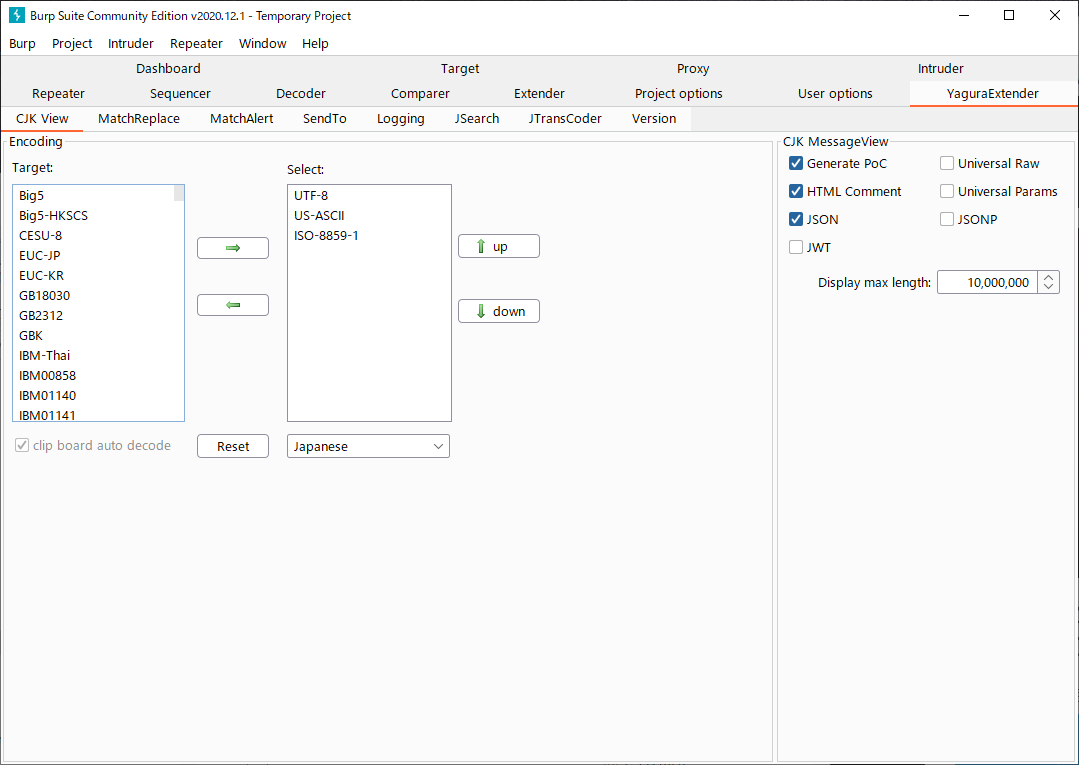 Burp Suite Community Edition v2020.12.1 - Temporary Project
Burp Project Intruder Repeater Window Help
Dashboard Target Proxy Intruder
Repeater Sequencer Decoder Comparer Extender Project options User options YaguraExtender
CJK View MatchReplace MatchAlert SendTo Logging JSearch JTransCoder Version
Encoding
Target:
Big5
Big5-HKSCS
CESU-8
EUC-JP
EUC-KR
GB18030
GB2312
GBK
IBM-Thai
IBM00858
IBM01140
IBM01141
clip board auto decode
Reset
Select:
UTF-8
US-ASCII
ISO-8859-1
Japanese
up
down
CJK MessageView
Generate PoC Universal Raw
HTML Comment Universal Params
JSON JSONP
JWT
Display max length: 10,000,000